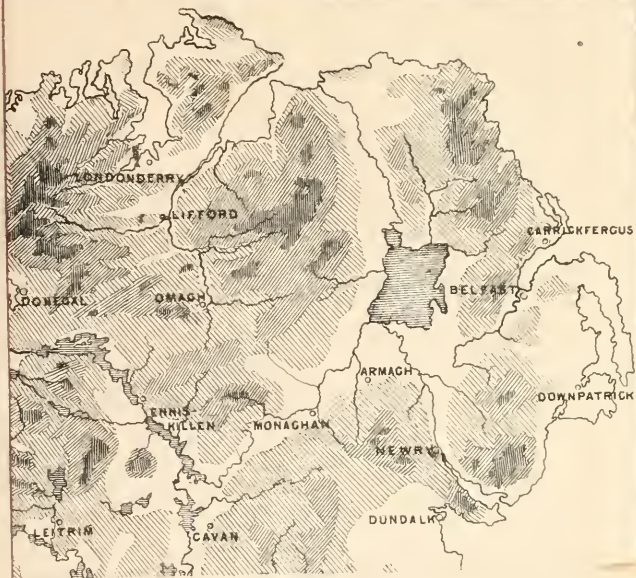 LONDONDERRY
LIFFORD
CARRICKFERGUS
DONEGAL
OMAGH
BELFAST
ARMAGH
DOWNPATRICK
ENNIS-
KILLEN
MONAGHAN
NEWRY
DUNDALK
LEITRIM
CAVAN